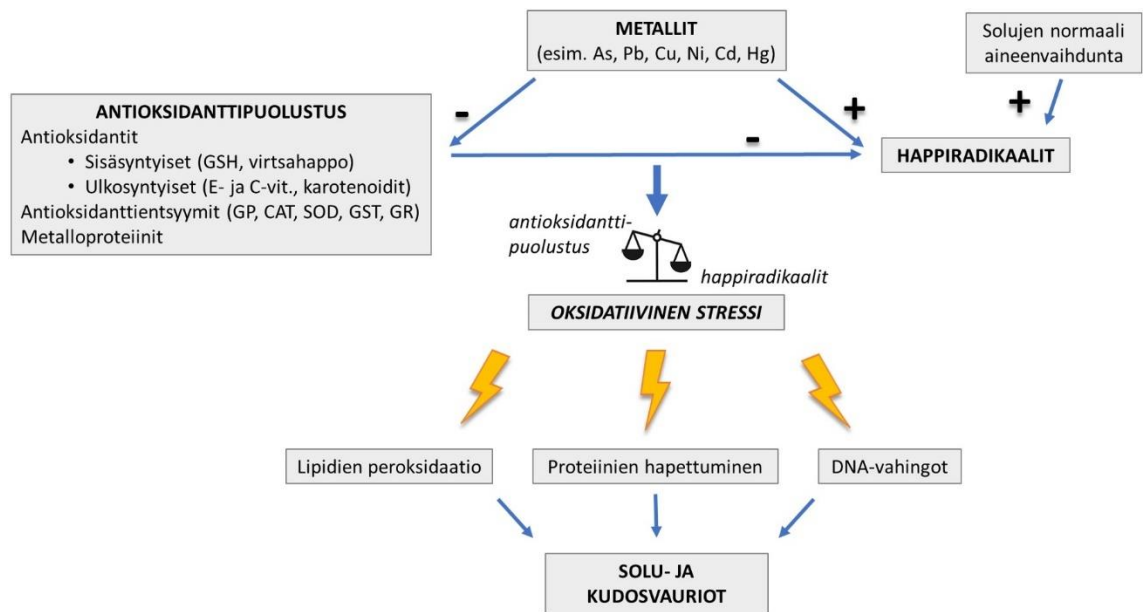 METALLIT
(esim. As, Pb, Cu, Ni, Cd, Hg)
Solujen normaali
aineenvaihdunta
-
+
+
ANTIOKSIDANTTIPUOLUSTUS
Antioksidantit
• Sisäsyntyiset (GSH, virtsahappo)
• Ulkosyntyiset (E- ja C-vit., karotenoidit)
Antioksidanttientsyymit (GP, CAT, SOD, GST, GR)
Metalloproteiinit
-
HAPPIRADIKAALIT
antioksidantti-
puolustus
happiradikaalit
OKSIDATIIVINEN STRESSI
Lipidien peroksidaatio
Proteiinien hapettuminen
DNA-vahingot
SOLU- JA
KUDOSVAURIOT